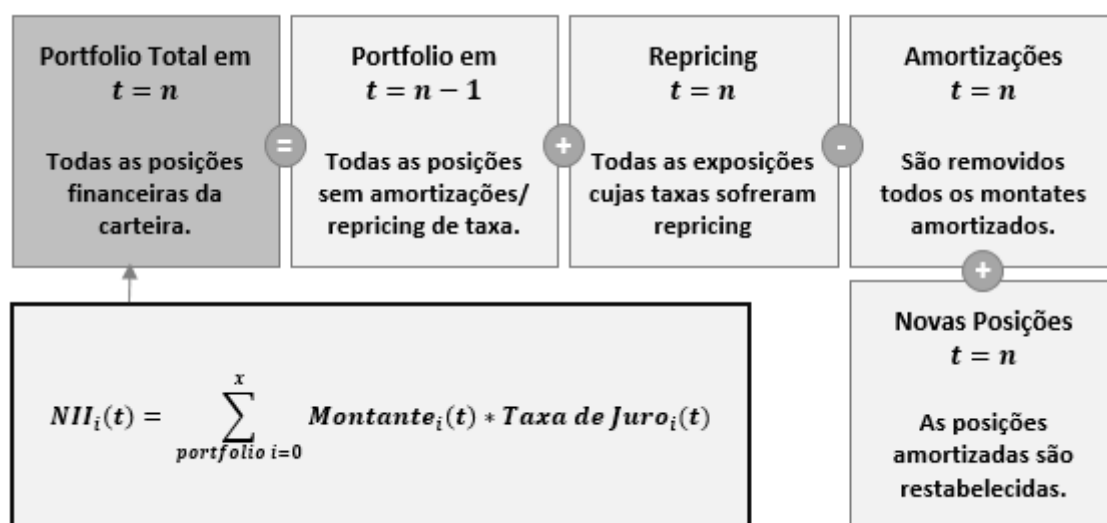 Portfolio Total em
t = n
Todas as posições
financeiras da
carteira.
=
Portfolio em
t = n − 1
Todas as posições
sem amortizações/
repricing de taxa.
+
Repricing
t = n
Todas as exposições
cujas taxas sofreram
repricing
-
Amortizações
t = n
São removidos
todos os montates
amortizados.
+
Novas Posições
t = n
As posições
amortizadas são
restabelecidas.
NII_i(t) = ∑_{portfolio i=0}^{x} Montante_i(t) * Taxa de Juro_i(t)